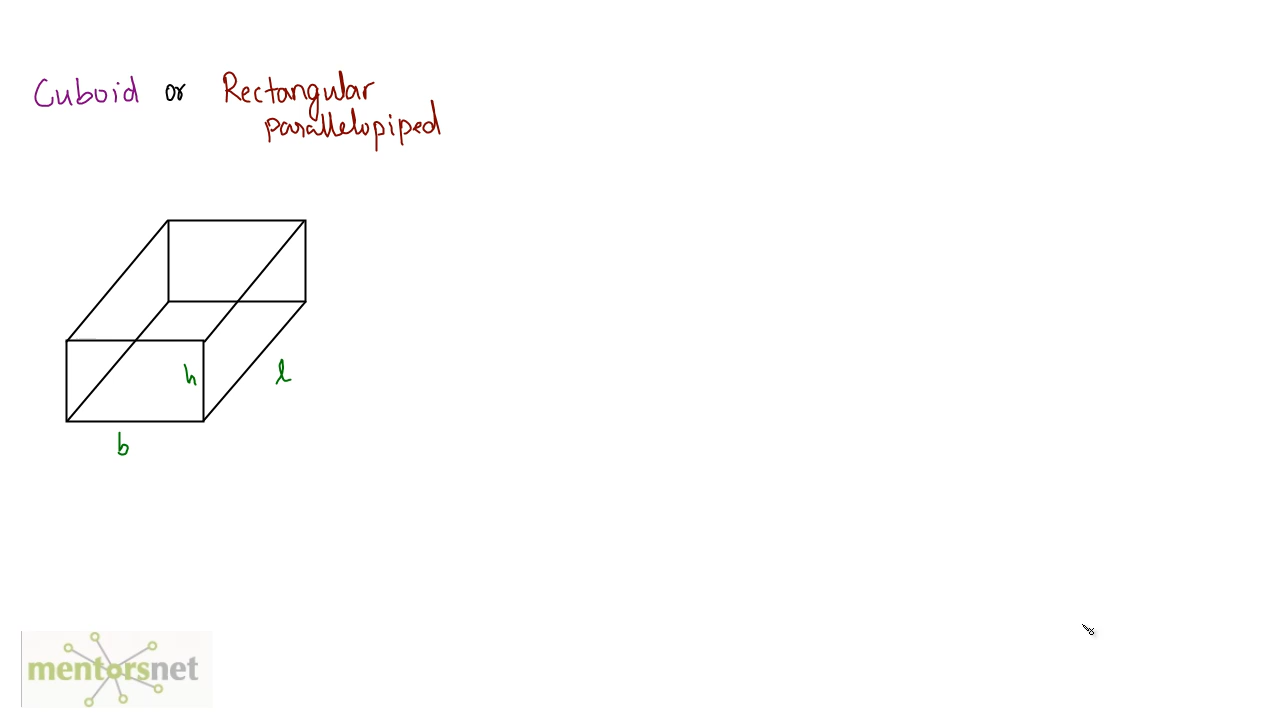 Cuboid or Rectangular
parallelopiped
h
l
b
mentorsnet